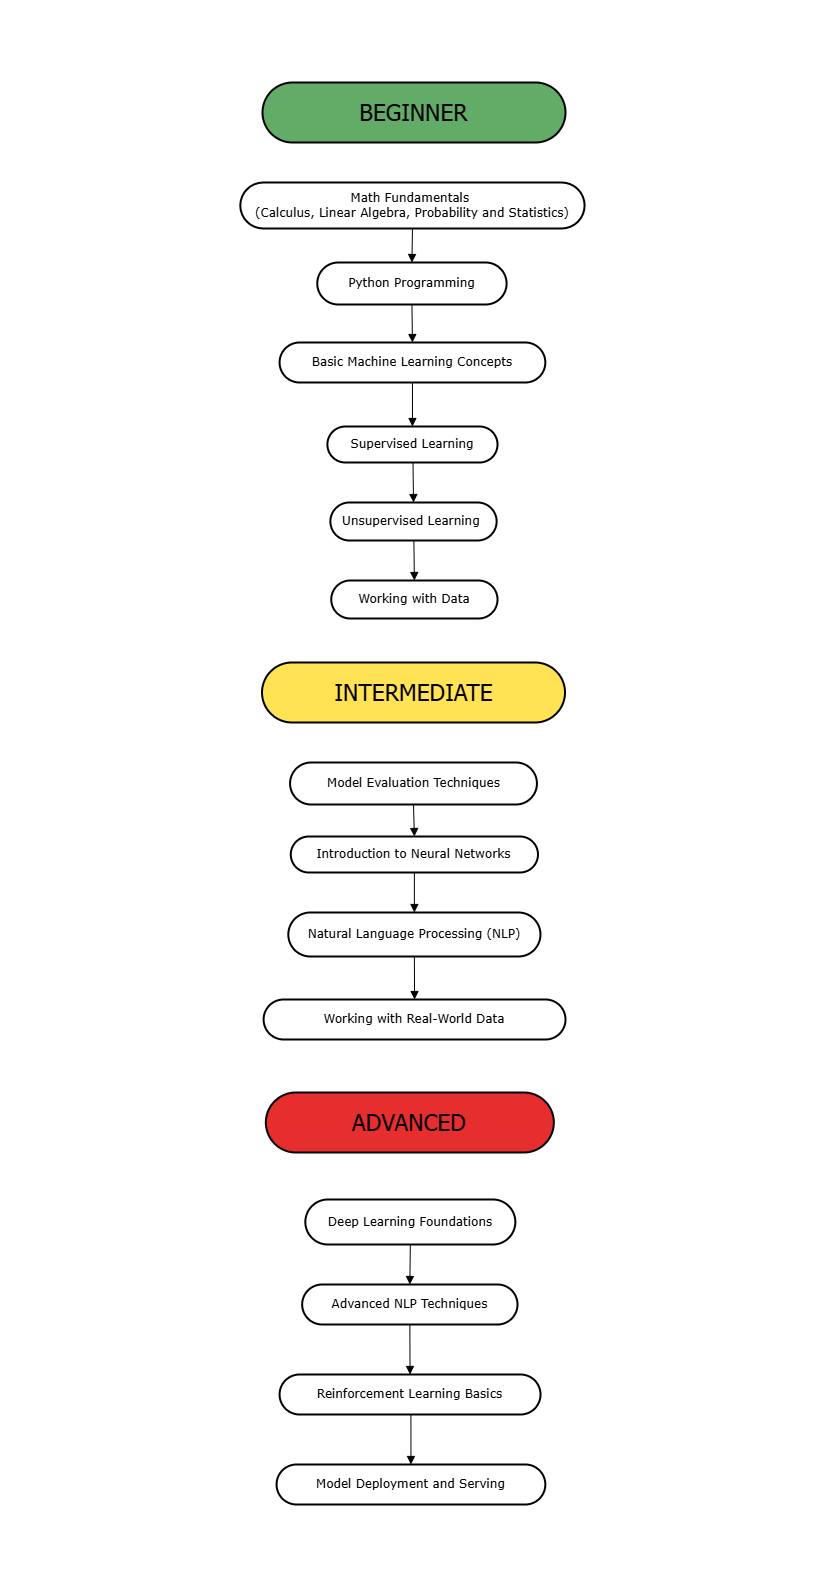 BEGINNER
Math Fundamentals
(Calculus, Linear Algebra, Probability and Statistics)
Python Programming
Basic Machine Learning Concepts
Supervised Learning
Unsupervised Learning
Working with Data
INTERMEDIATE
Model Evaluation Techniques
Introduction to Neural Networks
Natural Language Processing (NLP)
Working with Real-World Data
ADVANCED
Deep Learning Foundations
Advanced NLP Techniques
Reinforcement Learning Basics
Model Deployment and Serving